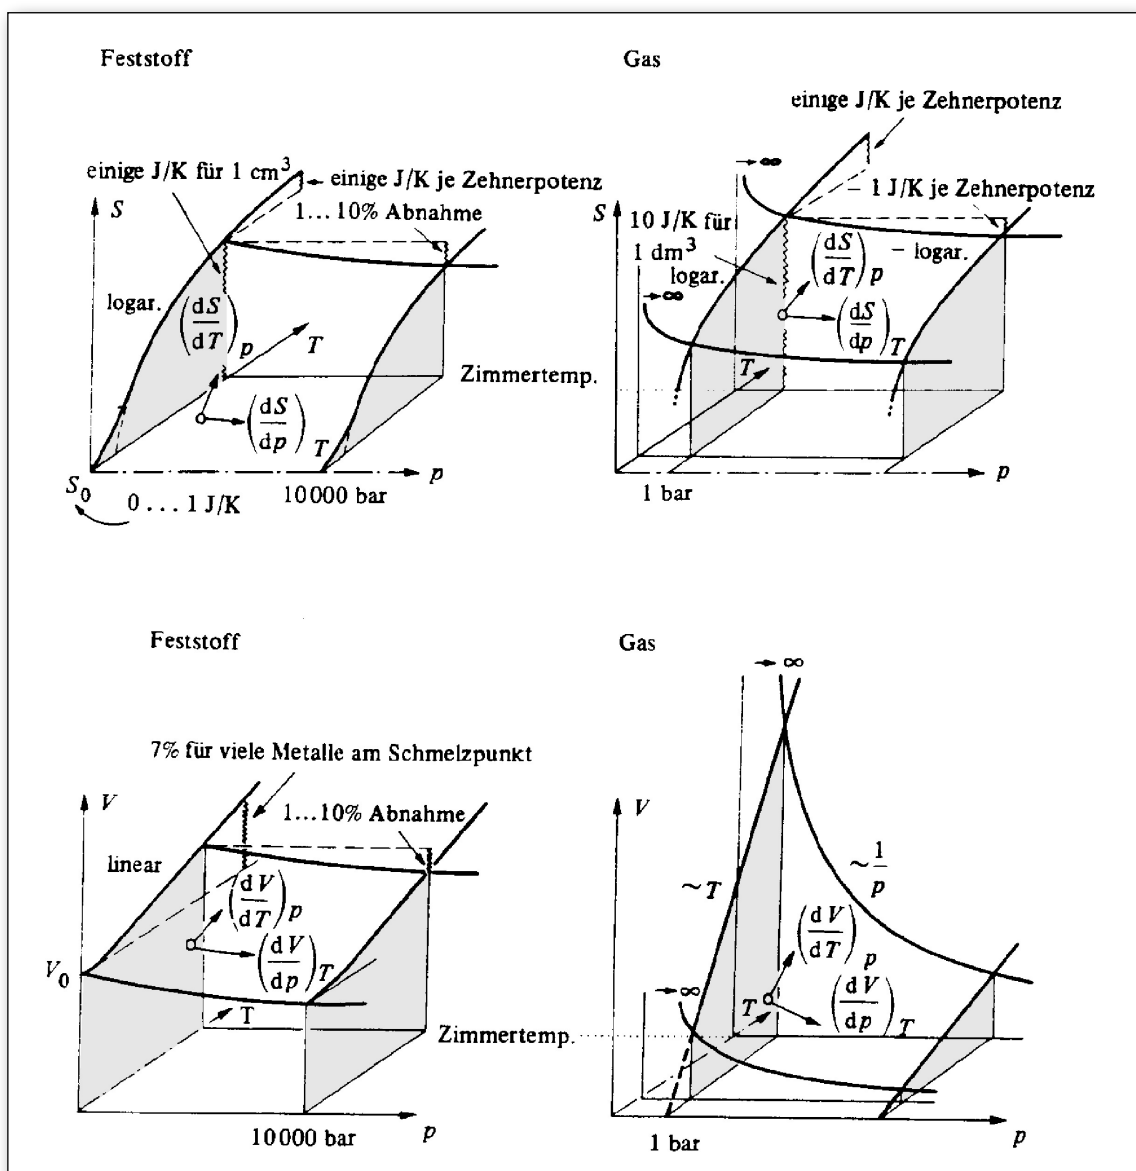 Feststoff
einige J/K für 1 cm³
einige J/K je Zehnerpotenz
1...10% Abnahme
S
logar.
(dS/dT)p
T
(dS/dp)T
S₀
0 . . . 1 J/K
10000 bar
p
Zimmertemp.
Gas
einige J/K je Zehnerpotenz
→ ∞
– 1 J/K je Zehnerpotenz
S
10 J/K für
1 dm³
logar.
(dS/dT)p
– logar.
→ ∞
(dS/dp)T
T
1 bar
p
Feststoff
7% für viele Metalle am Schmelzpunkt
V
1...10% Abnahme
linear
(dV/dT)p
(dV/dp)T
V₀
T
10000 bar
p
Zimmertemp.
Gas
→ ∞
V
~T
~1/p
(dV/dT)p
→ ∞
T
(dV/dp)T
1 bar
p